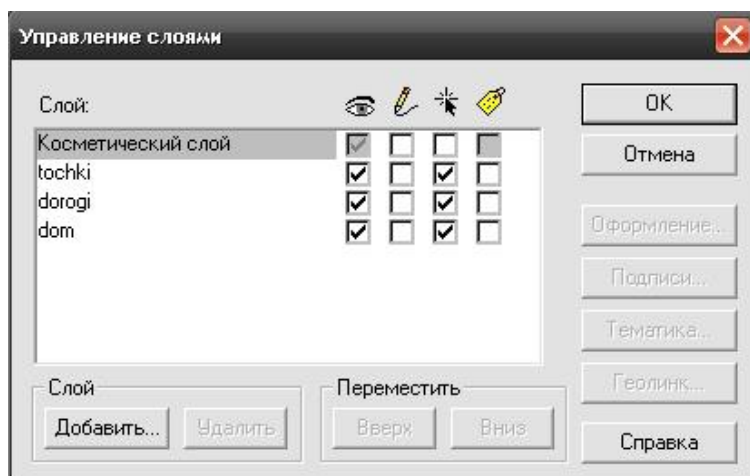 Управление слоями
Слой:
OK
Косметический слой
Отмена
tochki
dorogi
dom
Оформление...
Подписи...
Тематика...
Геолинк...
Слой
Переместить
Добавить...
Удалить
Вверх
Вниз
Справка